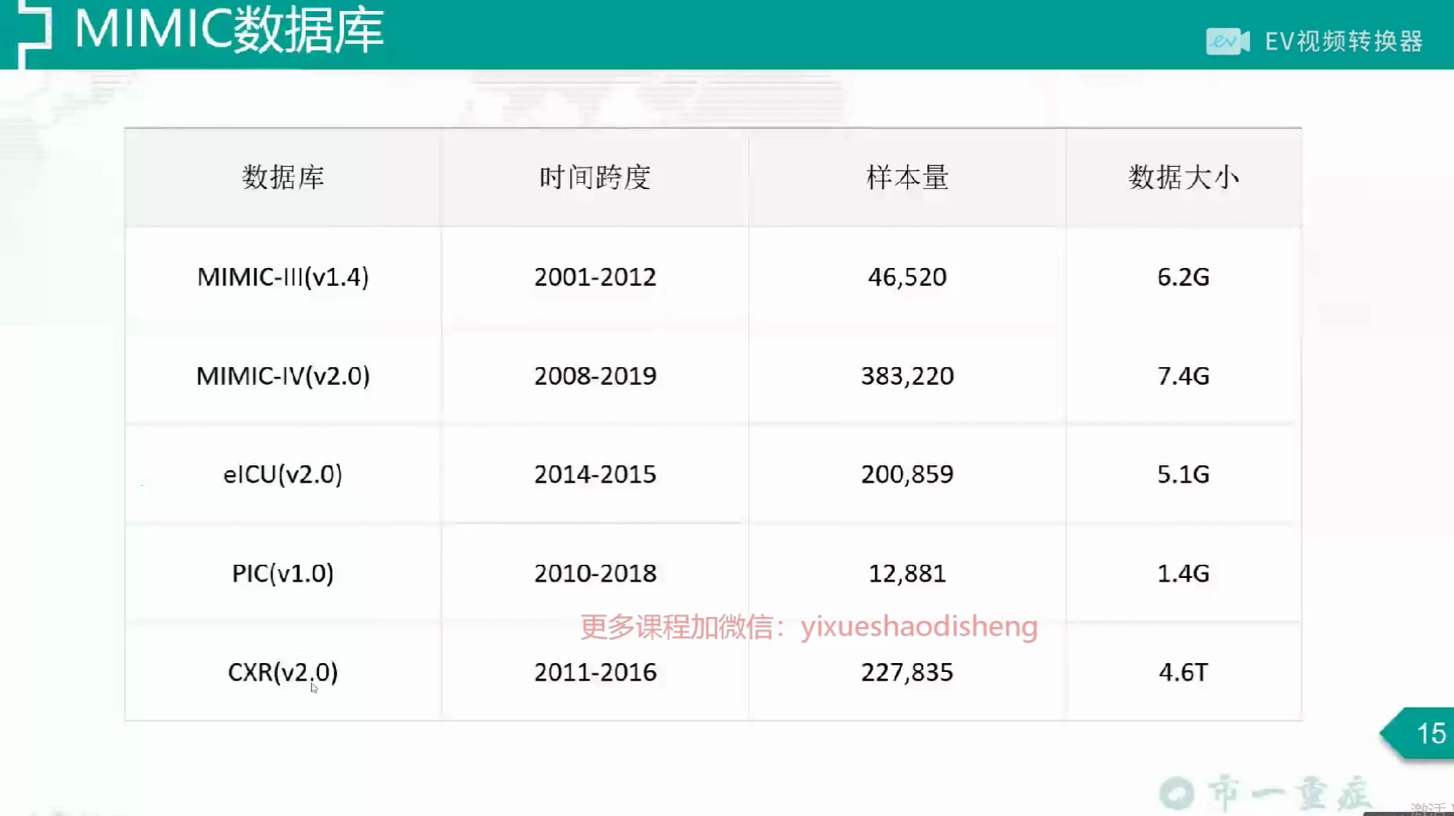 MIMIC数据库
EV视频转换器
数据库 时间跨度 样本量 数据大小
MIMIC-III(v1.4) 2001-2012 46,520 6.2G
MIMIC-IV(v2.0) 2008-2019 383,220 7.4G
eICU(v2.0) 2014-2015 200,859 5.1G
PIC(v1.0) 2010-2018 12,881 1.4G
更多课程加微信：yixueshaodisheng
CXR(v2.0) 2011-2016 227,835 4.6T
15
市一重症
激活